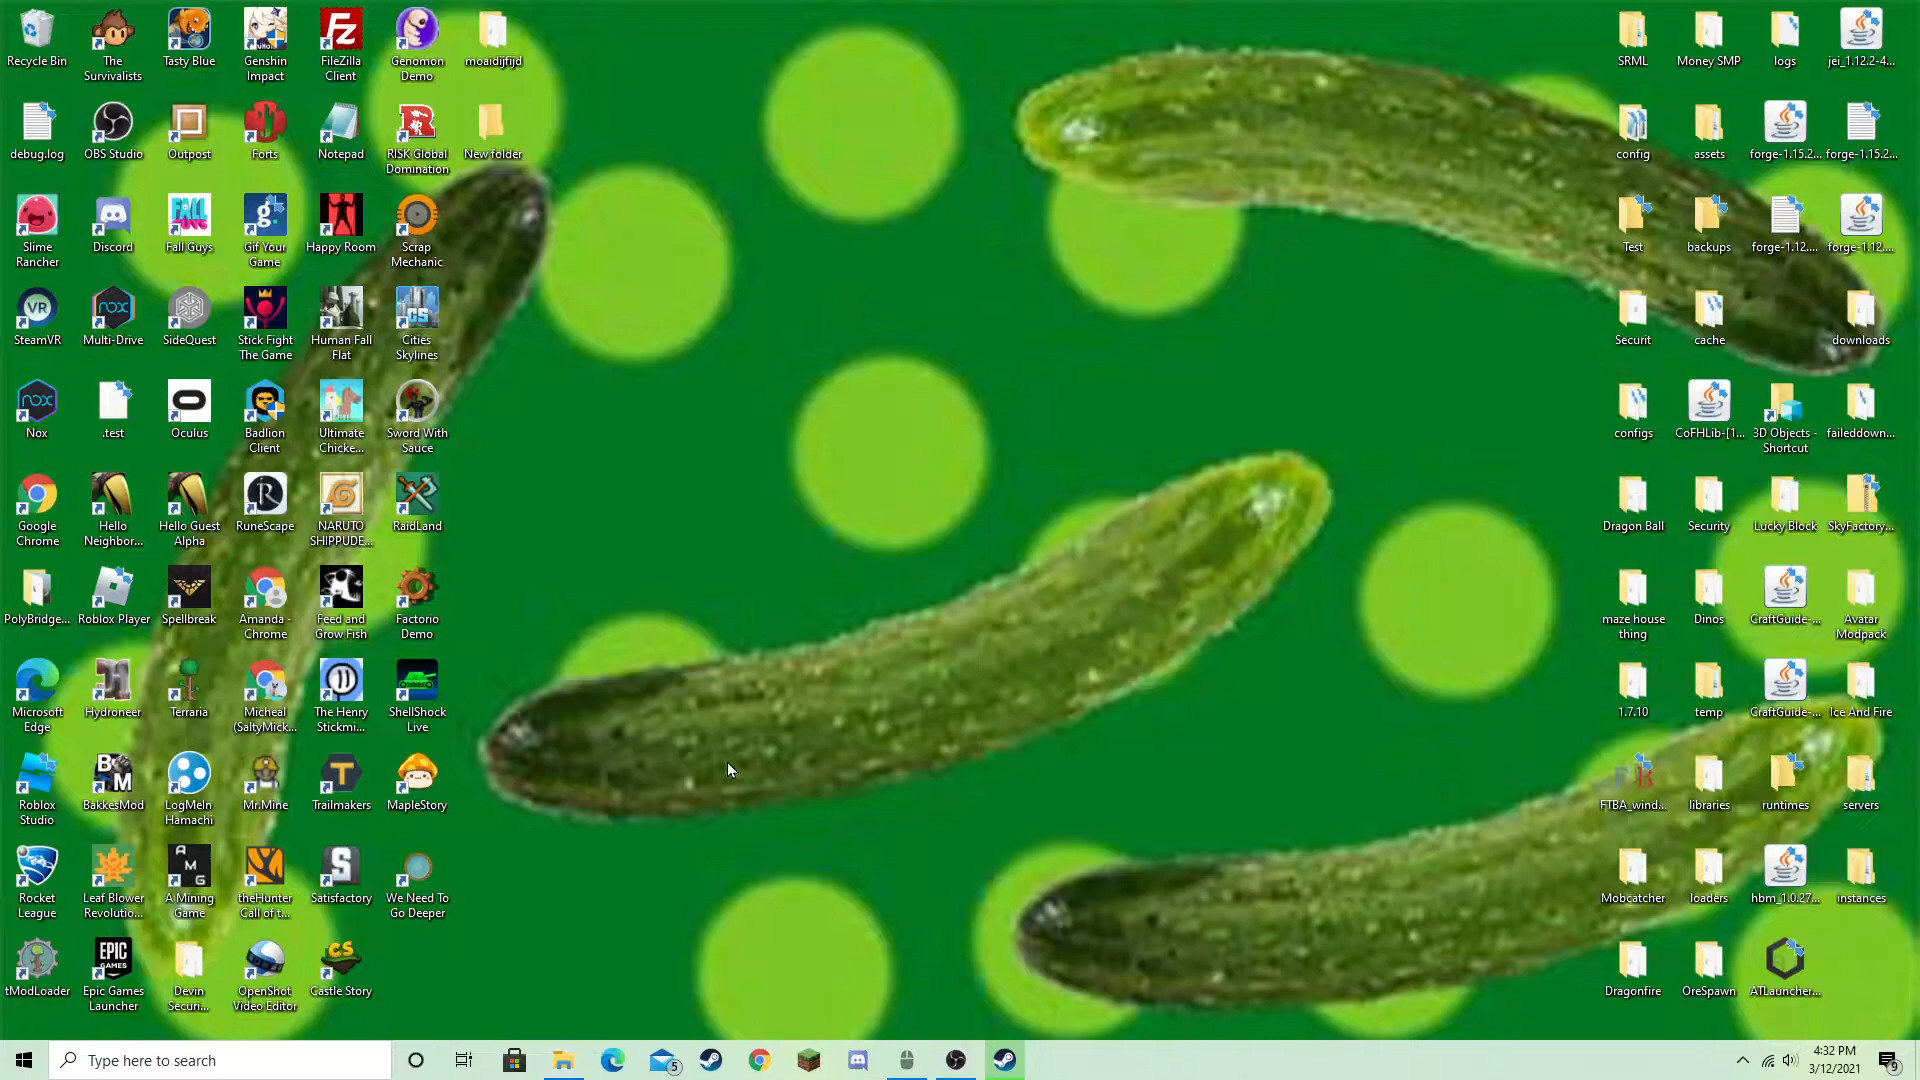 Recycle Bin
The
Survivalists
Tasty Blue
Genshin
Impact
FileZilla
Client
Genomon
Demo
moaidijfijd
SRML
Money SMP
logs
jei_1.12.2-4...
debug.log
OBS Studio
Outpost
Forts
Notepad
RISK Global
Domination
New folder
config
assets
forge-1.15.2...
forge-1.15.2...
Slime
Rancher
Discord
Fall Guys
Gif Your
Game
Happy Room
Scrap
Mechanic
Test
backups
forge-1.12....
forge-1.12....
SteamVR
Multi-Drive
SideQuest
Stick Fight
The Game
Human Fall
Flat
Cities
Skylines
Securit
cache
downloads
Nox
.test
Oculus
Badlion
Client
Ultimate
Chicke...
Sword With
Sauce
configs
CoFHLib-[1...
3D Objects -
Shortcut
faileddown...
Google
Chrome
Hello
Neighbor...
Hello Guest
Alpha
RuneScape
NARUTO
SHIPPUDE...
RaidLand
Dragon Ball
Security
Lucky Block
SkyFactory...
PolyBridge...
Roblox Player
Spellbreak
Amanda -
Chrome
Feed and
Grow Fish
Factorio
Demo
maze house
thing
Dinos
CraftGuide-...
Avatar
Modpack
Microsoft
Edge
Hydroneer
Terraria
Micheal
(SaltyMick...
The Henry
Stickmi...
ShellShock
Live
1.7.10
temp
CraftGuide-...
Ice And Fire
Roblox
Studio
BakkesMod
LogMeIn
Hamachi
Mr.Mine
Trailmakers
MapleStory
FTBA_wind...
libraries
runtimes
servers
Rocket
League
Leaf Blower
Revolutio...
A Mining
Game
theHunter
Call of t...
Satisfactory
We Need To
Go Deeper
Mobcatcher
loaders
hbm_1.0.27...
instances
tModLoader
Epic Games
Launcher
Devin
Securi...
OpenShot
Video Editor
Castle Story
Dragonfire
OreSpawn
ATLauncher...
Type here to search
5
4:32 PM
3/12/2021
9